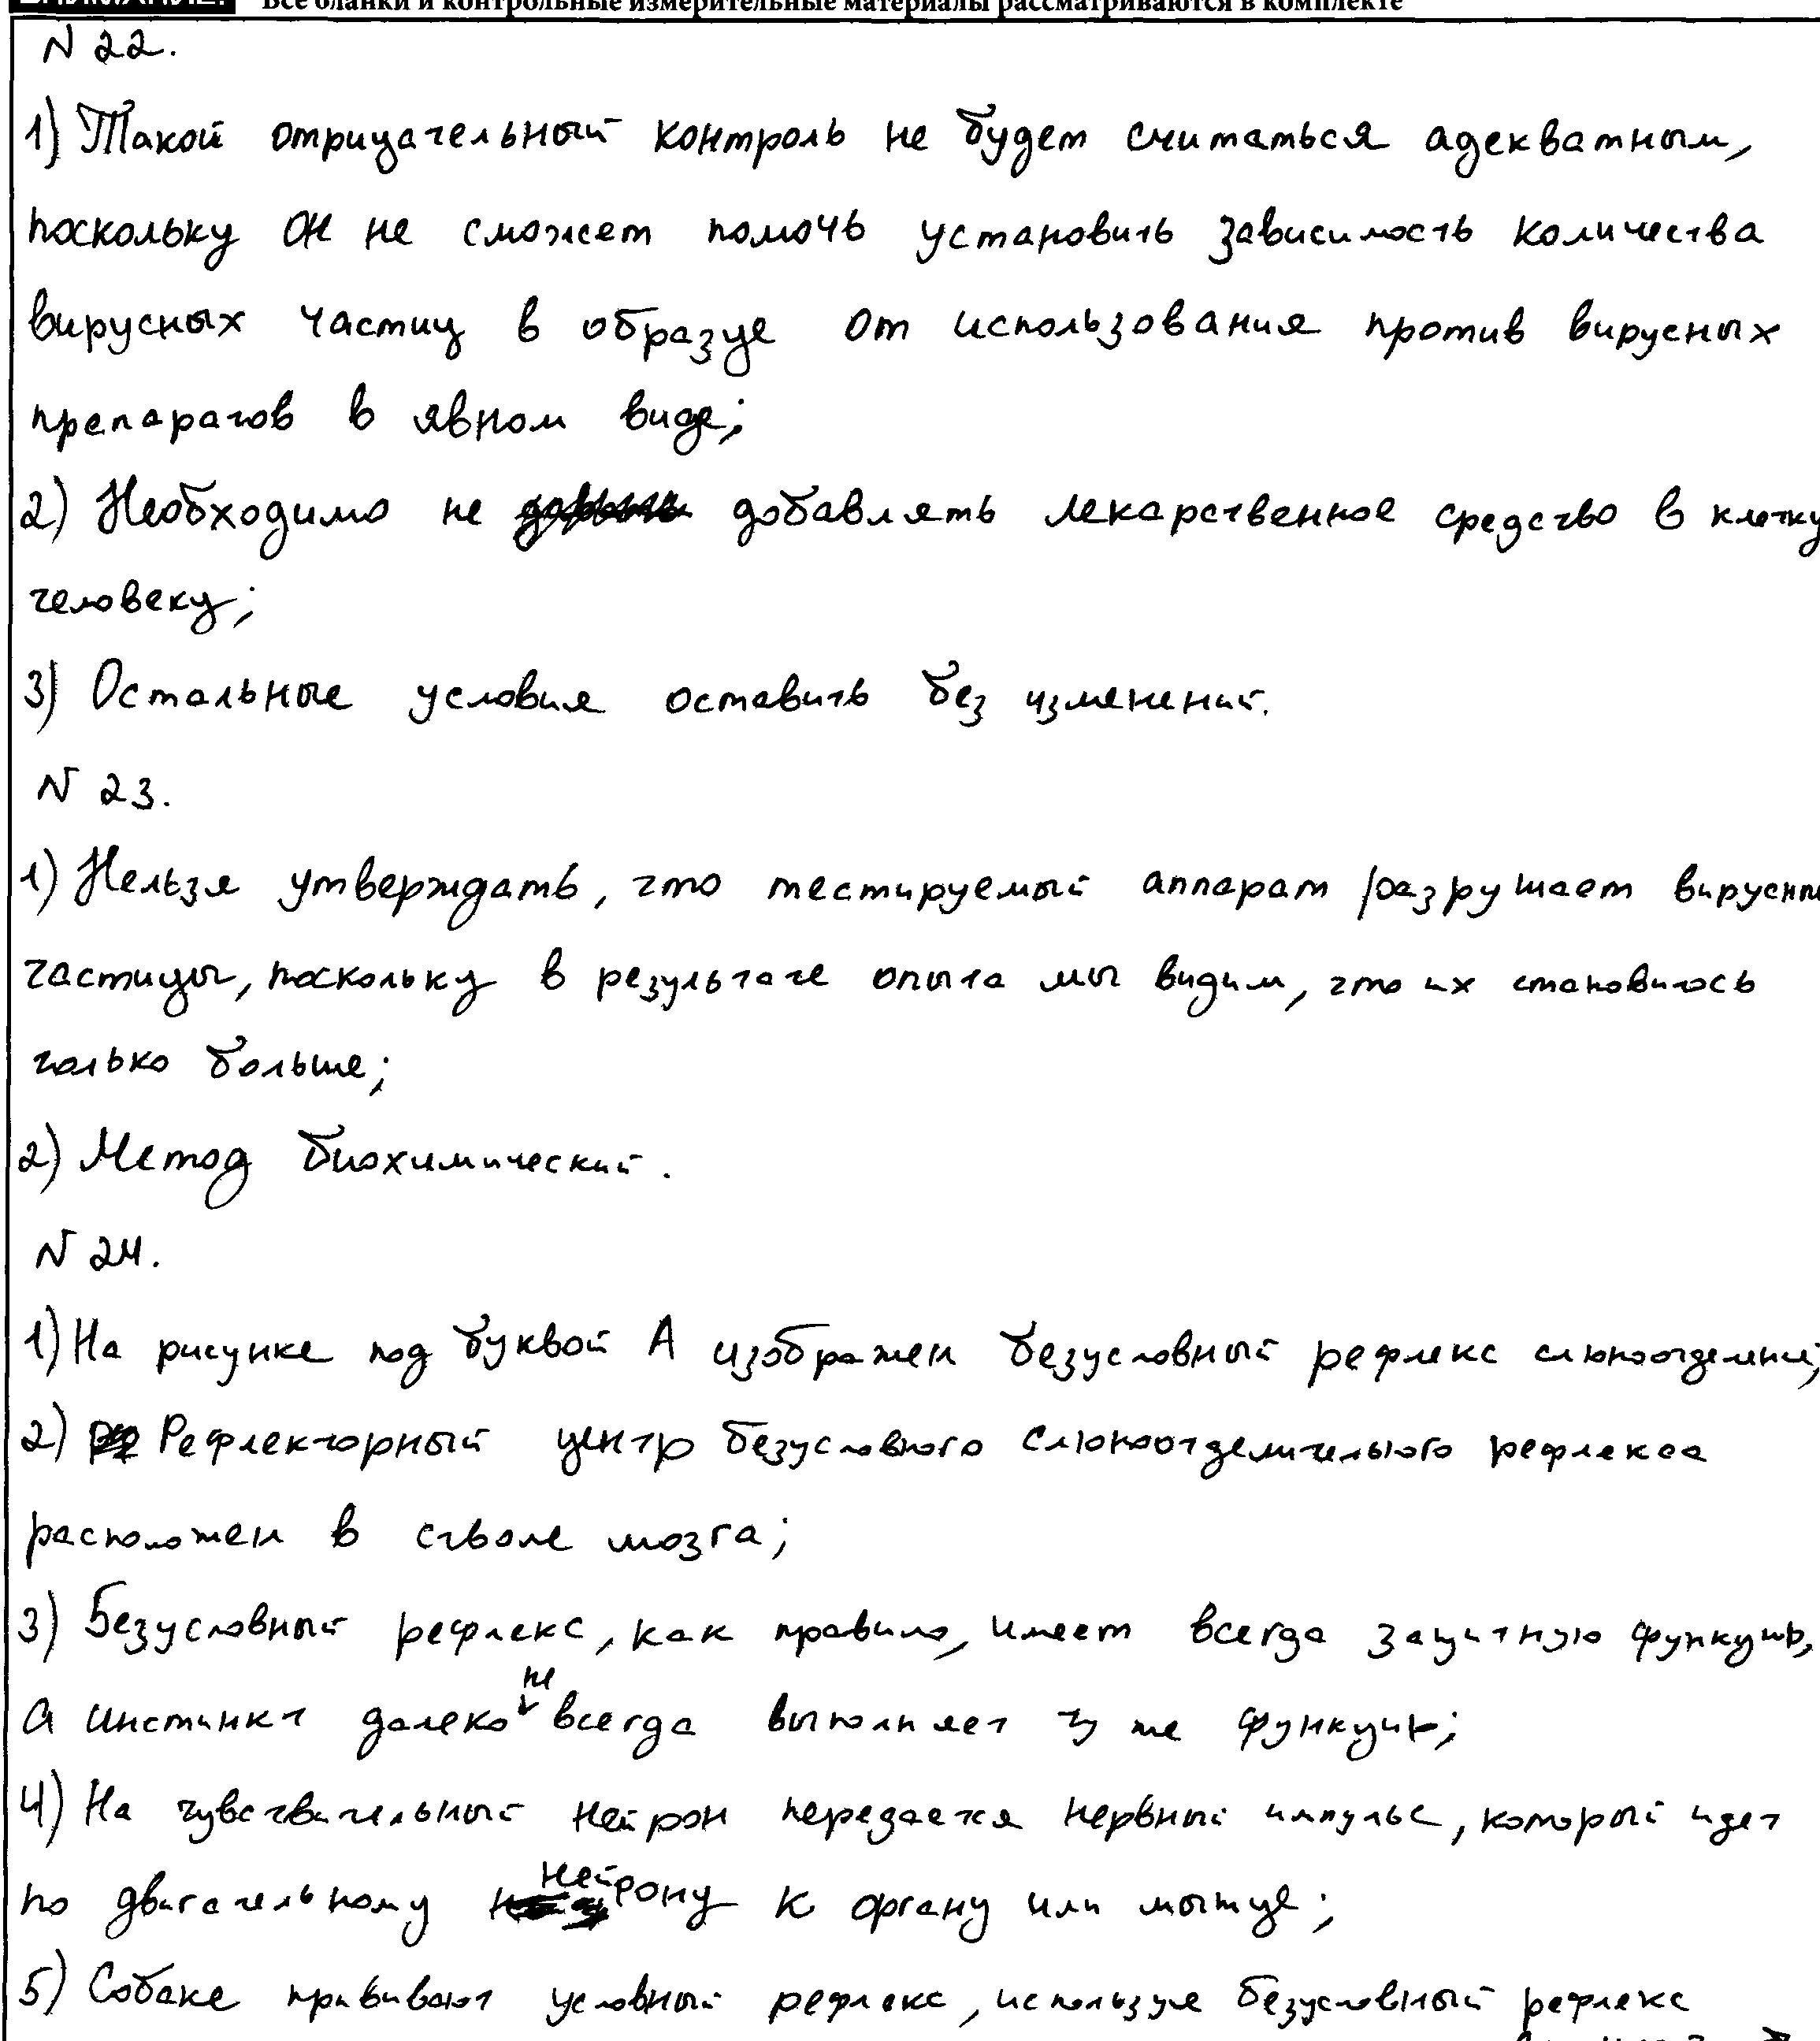 Все бланки и контрольные измерительные материалы рассматриваются в комплекте
N 22.
1) Такой отрицательный контроль не будет считаться адекватным,
поскольку он не сможет помочь установить зависимость количества
вирусных частиц в образце от использования против вирусных
препаратов в явном виде;
2) Необходимо не добавлять лекарственное средство в клетку
человеку;
3) Остальные условия оставить без изменений.
N 23.
1) Нельзя утверждать, что тестируемый аппарат разрушает вирусны
частицы, поскольку в результате опыта мы видим, что их становилось
только больше;
2) Метод биохимический.
N 24.
1) На рисунке под буквой А изображен безусловный рефлекс слюноотделения;
2) Рефлекторный центр безусловного слюноотделительного рефлекса
расположен в стволе мозга;
3) Безусловный рефлекс, как правило, имеет всегда защитную функцию,
а инстинкт далеко не всегда выполняет ту же функцию;
4) На чувствительный нейрон передается нервный импульс, который идет
по двигательному нейрону к органу или мышце;
5) Собаке прививают условный рефлекс, используя безусловный рефлекс